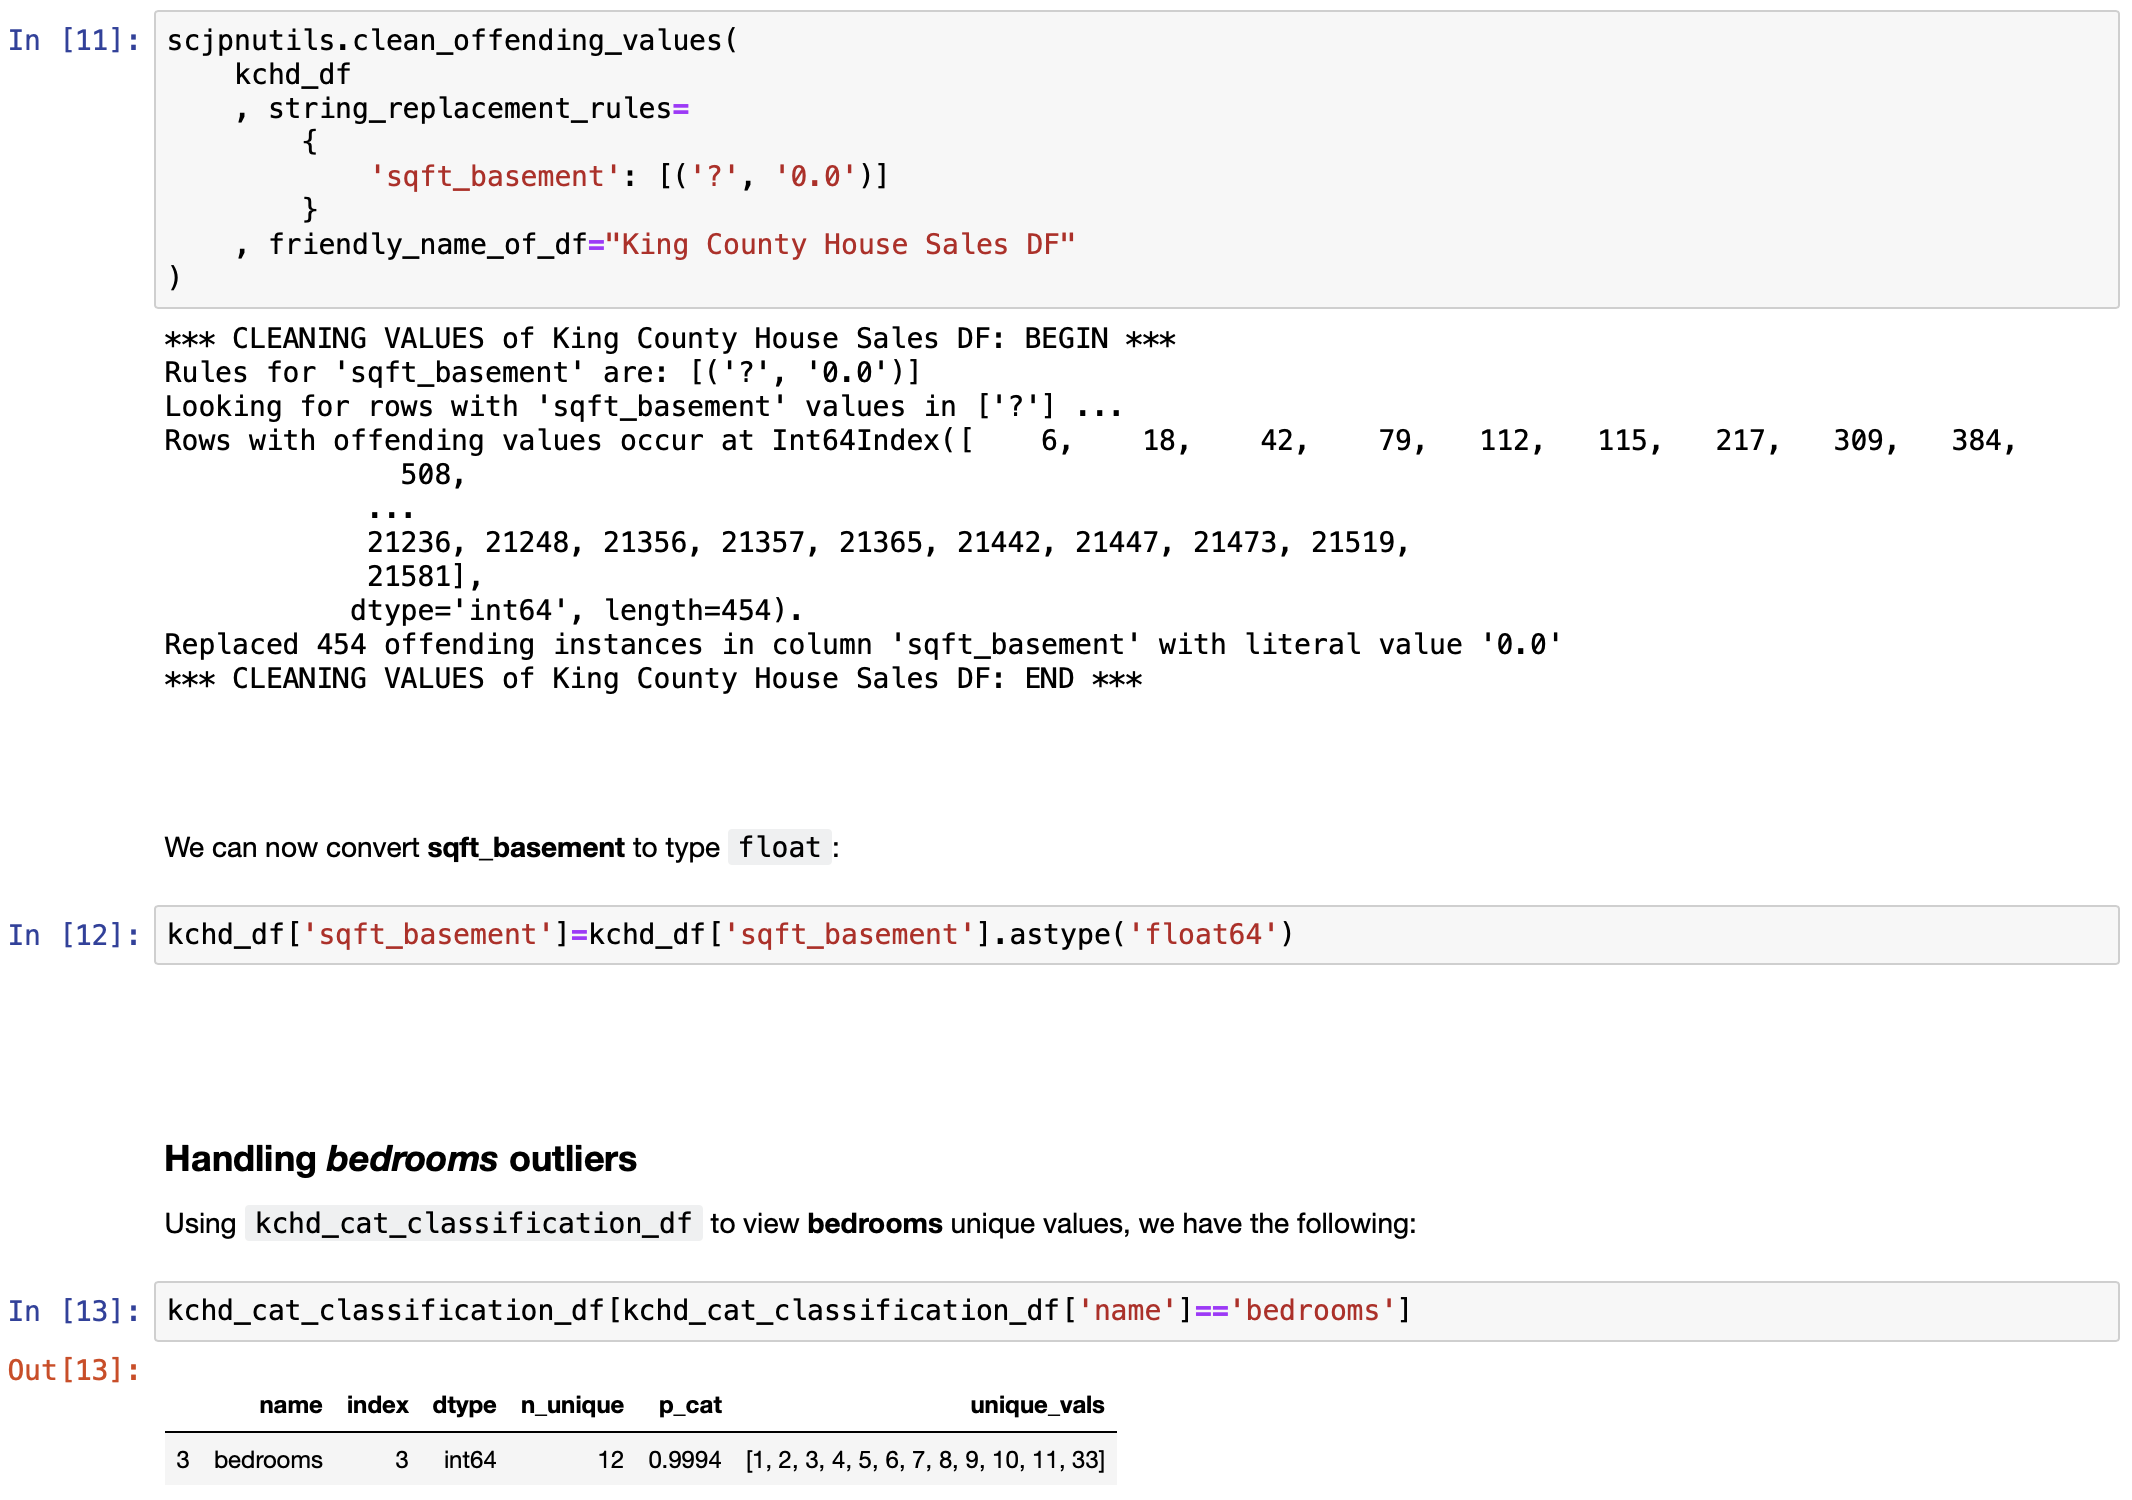 In [11]: scjpnutils.clean_offending_values(
kchd_df
, string_replacement_rules=
{
'sqft_basement': [('?', '0.0')]
}
, friendly_name_of_df="King County House Sales DF"
)
*** CLEANING VALUES of King County House Sales DF: BEGIN ***
Rules for 'sqft_basement' are: [('?', '0.0')]
Looking for rows with 'sqft_basement' values in ['?'] ...
Rows with offending values occur at Int64Index([    6,    18,    42,    79,   112,   115,   217,   309,   384,
508,
...
21236, 21248, 21356, 21357, 21365, 21442, 21447, 21473, 21519,
21581],
dtype='int64', length=454).
Replaced 454 offending instances in column 'sqft_basement' with literal value '0.0'
*** CLEANING VALUES of King County House Sales DF: END ***
We can now convert sqft_basement to type float :
In [12]: kchd_df['sqft_basement']=kchd_df['sqft_basement'].astype('float64')
Handling bedrooms outliers
Using kchd_cat_classification_df to view bedrooms unique values, we have the following:
In [13]: kchd_cat_classification_df[kchd_cat_classification_df['name']=='bedrooms']
Out[13]:
name index dtype n_unique p_cat unique_vals
3 bedrooms 3 int64 12 0.9994 [1, 2, 3, 4, 5, 6, 7, 8, 9, 10, 11, 33]